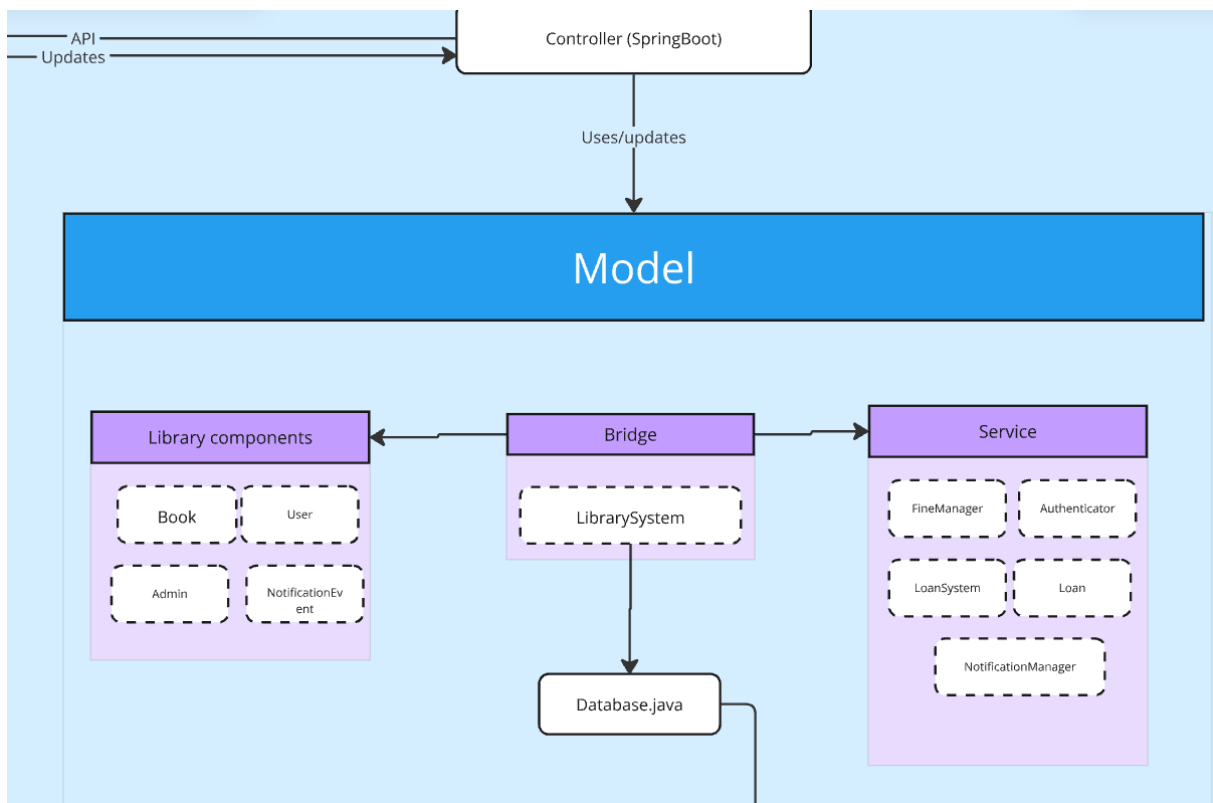 API
Updates
Controller (SpringBoot)
Uses/updates
Model
Library components
Bridge
Service
Book
User
Admin
NotificationEv
ent
LibrarySystem
Database.java
FineManager
Authenticator
LoanSystem
Loan
NotificationManager